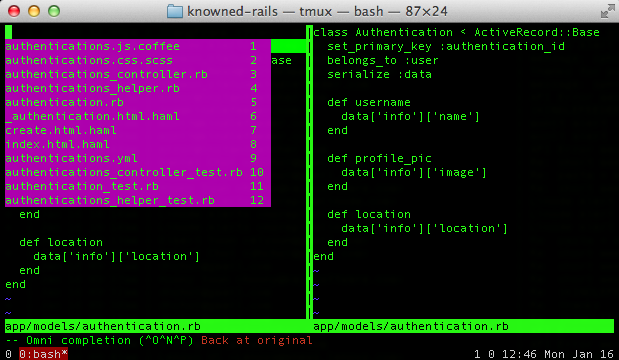 knowned-rails — tmux — bash — 87×24
authentications.js.coffee 1
authentications.css.scss 2
authentications_controller.rb 3
authentications_helper.rb 4
authentication.rb 5
_authentication.html.haml 6
create.html.haml 7
index.html.haml 8
authentications.yml 9
authentications_controller_test.rb 10
authentication_test.rb 11
authentications_helper_test.rb 12
ase
end
def location
data['info']['location']
end
end
~
~
app/models/authentication.rb
class Authentication < ActiveRecord::Base
set_primary_key :authentication_id
belongs_to :user
serialize :data
def username
data['info']['name']
end
def profile_pic
data['info']['image']
end
def location
data['info']['location']
end
end
~
~
~
~
app/models/authentication.rb
-- Omni completion (^O^N^P) Back at original
0 0:bash* 1 0 12:46 Mon Jan 16